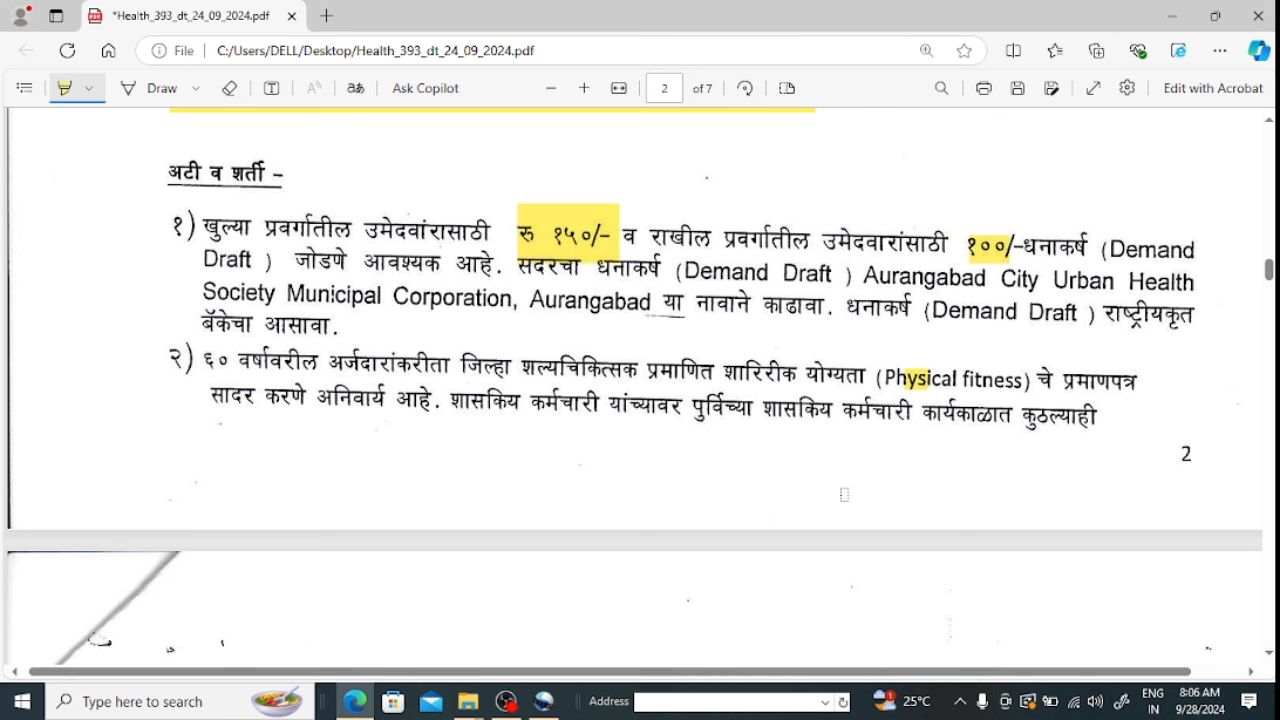 *Health_393_dt_24_09_2024.pdf
File C:/Users/DELL/Desktop/Health_393_dt_24_09_2024.pdf
Draw aあ Ask Copilot 2 of 7 Edit with Acrobat
अटी व शर्ती –
१) खुल्या प्रवर्गातील उमेदवांरासाठी रु १५०/- व राखील प्रवर्गातील उमेदवारांसाठी १००/-धनाकर्ष (Demand
Draft ) जोडणे आवश्यक आहे. सदरचा धनाकर्ष (Demand Draft ) Aurangabad City Urban Health
Society Municipal Corporation, Aurangabad या नावाने काढावा. धनाकर्ष (Demand Draft ) राष्ट्रीयकृत
बॅकेचा आसावा.
२) ६० वर्षावरील अर्जदारांकरीता जिल्हा शल्यचिकित्सक प्रमाणित शारिरीक योग्यता (Physical fitness) चे प्रमाणपत्र
सादर करणे अनिवार्य आहे. शासकिय कर्मचारी यांच्यावर पुर्विच्या शासकिय कर्मचारी कार्यकाळात कुठल्याही
2
Type here to search Address 1 25°C ENG IN 8:06 AM 9/28/2024